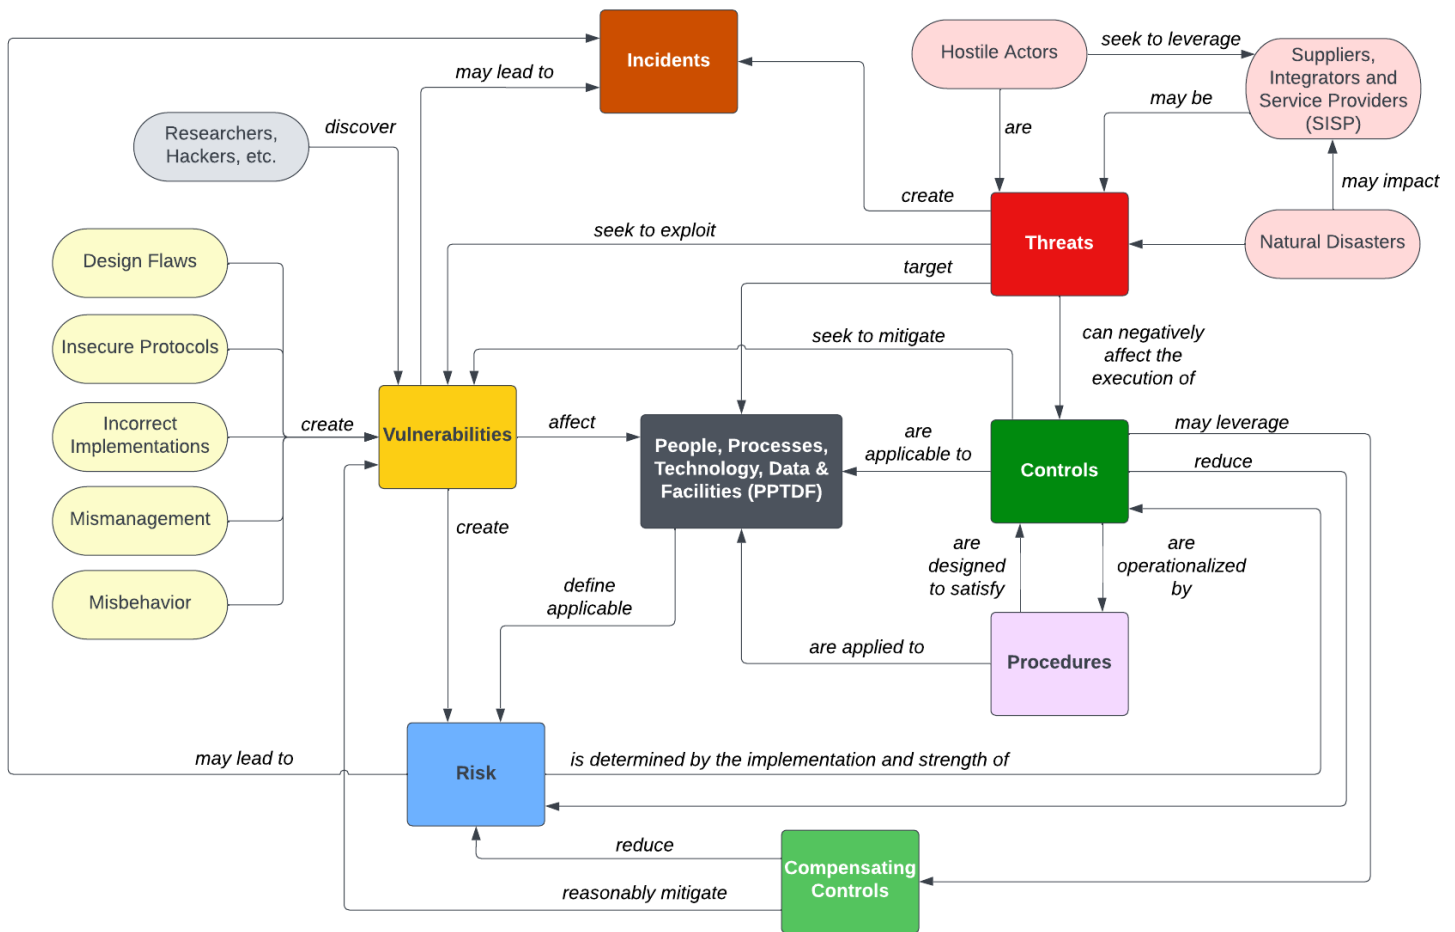 Incidents
Hostile Actors
seek to leverage
Suppliers,
Integrators and
Service Providers
(SISP)
may lead to
may be
Researchers,
Hackers, etc.
discover
are
may impact
create
Threats
Natural Disasters
seek to exploit
target
Design Flaws
Insecure Protocols
Incorrect
Implementations
Mismanagement
Misbehavior
create
seek to mitigate
can negatively
affect the
execution of
Vulnerabilities
affect
People, Processes,
Technology, Data &
Facilities (PPTDF)
are
applicable to
Controls
may leverage
reduce
create
are
designed
to satisfy
are
operationalized
by
define
applicable
are applied to
Procedures
may lead to
Risk
is determined by the implementation and strength of
reduce
reasonably mitigate
Compensating
Controls